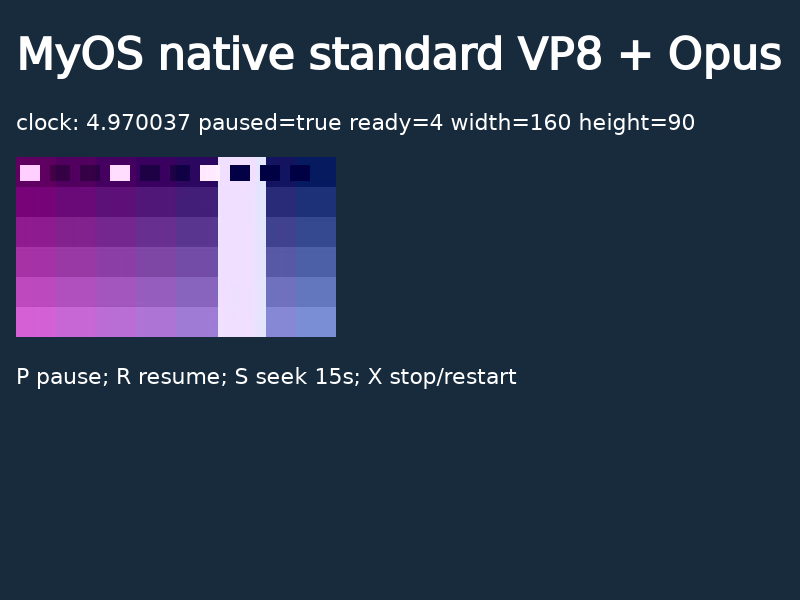 MyOS native standard VP8 + Opus
clock: 4.970037 paused=true ready=4 width=160 height=90
P pause; R resume; S seek 15s; X stop/restart